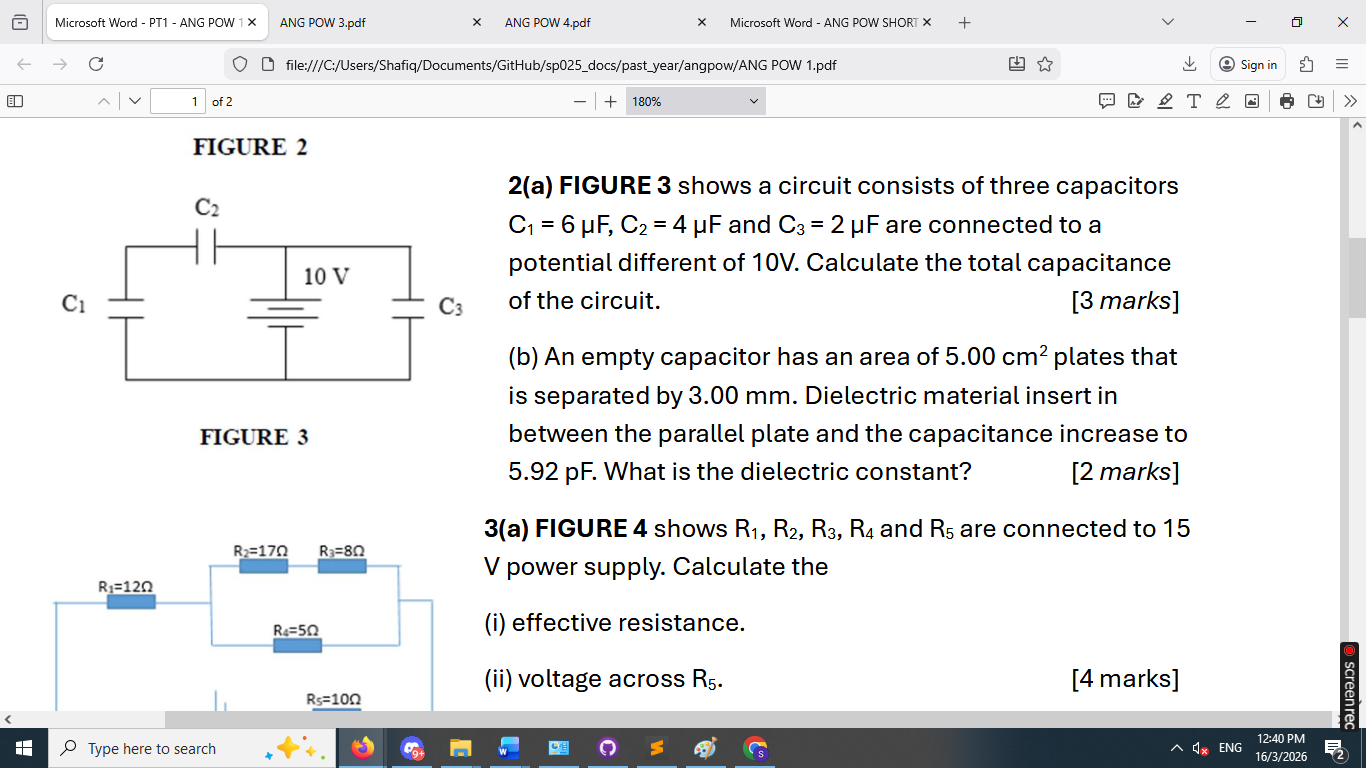 Microsoft Word - PT1 - ANG POW 1
ANG POW 3.pdf
ANG POW 4.pdf
Microsoft Word - ANG POW SHORT
file:///C:/Users/Shafiq/Documents/GitHub/sp025_docs/past_year/angpow/ANG POW 1.pdf
Sign in
1 of 2
180%
FIGURE 2
C2
10 V
C1
C3
FIGURE 3
2(a) FIGURE 3 shows a circuit consists of three capacitors
C1 = 6 µF, C2 = 4 µF and C3 = 2 µF are connected to a
potential different of 10V. Calculate the total capacitance
of the circuit. [3 marks]
(b) An empty capacitor has an area of 5.00 cm² plates that
is separated by 3.00 mm. Dielectric material insert in
between the parallel plate and the capacitance increase to
5.92 pF. What is the dielectric constant? [2 marks]
3(a) FIGURE 4 shows R1, R2, R3, R4 and R5 are connected to 15
V power supply. Calculate the
(i) effective resistance.
(ii) voltage across R5. [4 marks]
R2=17Ω R3=8Ω
R1=12Ω
R4=5Ω
R5=10Ω
screenrec
Type here to search
9+
W
S
ENG
12:40 PM
16/3/2026
2